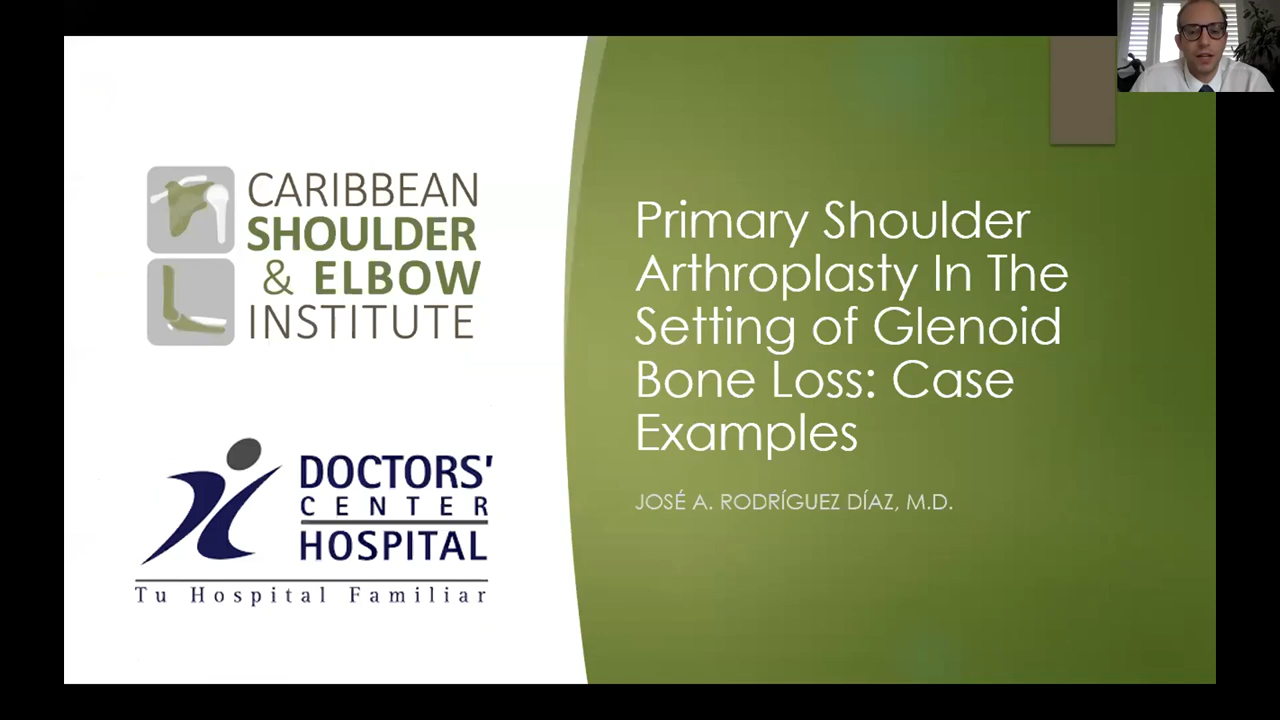 CARIBBEAN
SHOULDER
& ELBOW
INSTITUTE
DOCTORS'
CENTER
HOSPITAL
Tu Hospital Familiar
Primary Shoulder
Arthroplasty In The
Setting of Glenoid
Bone Loss: Case
Examples
JOSÉ A. RODRÍGUEZ DÍAZ, M.D.